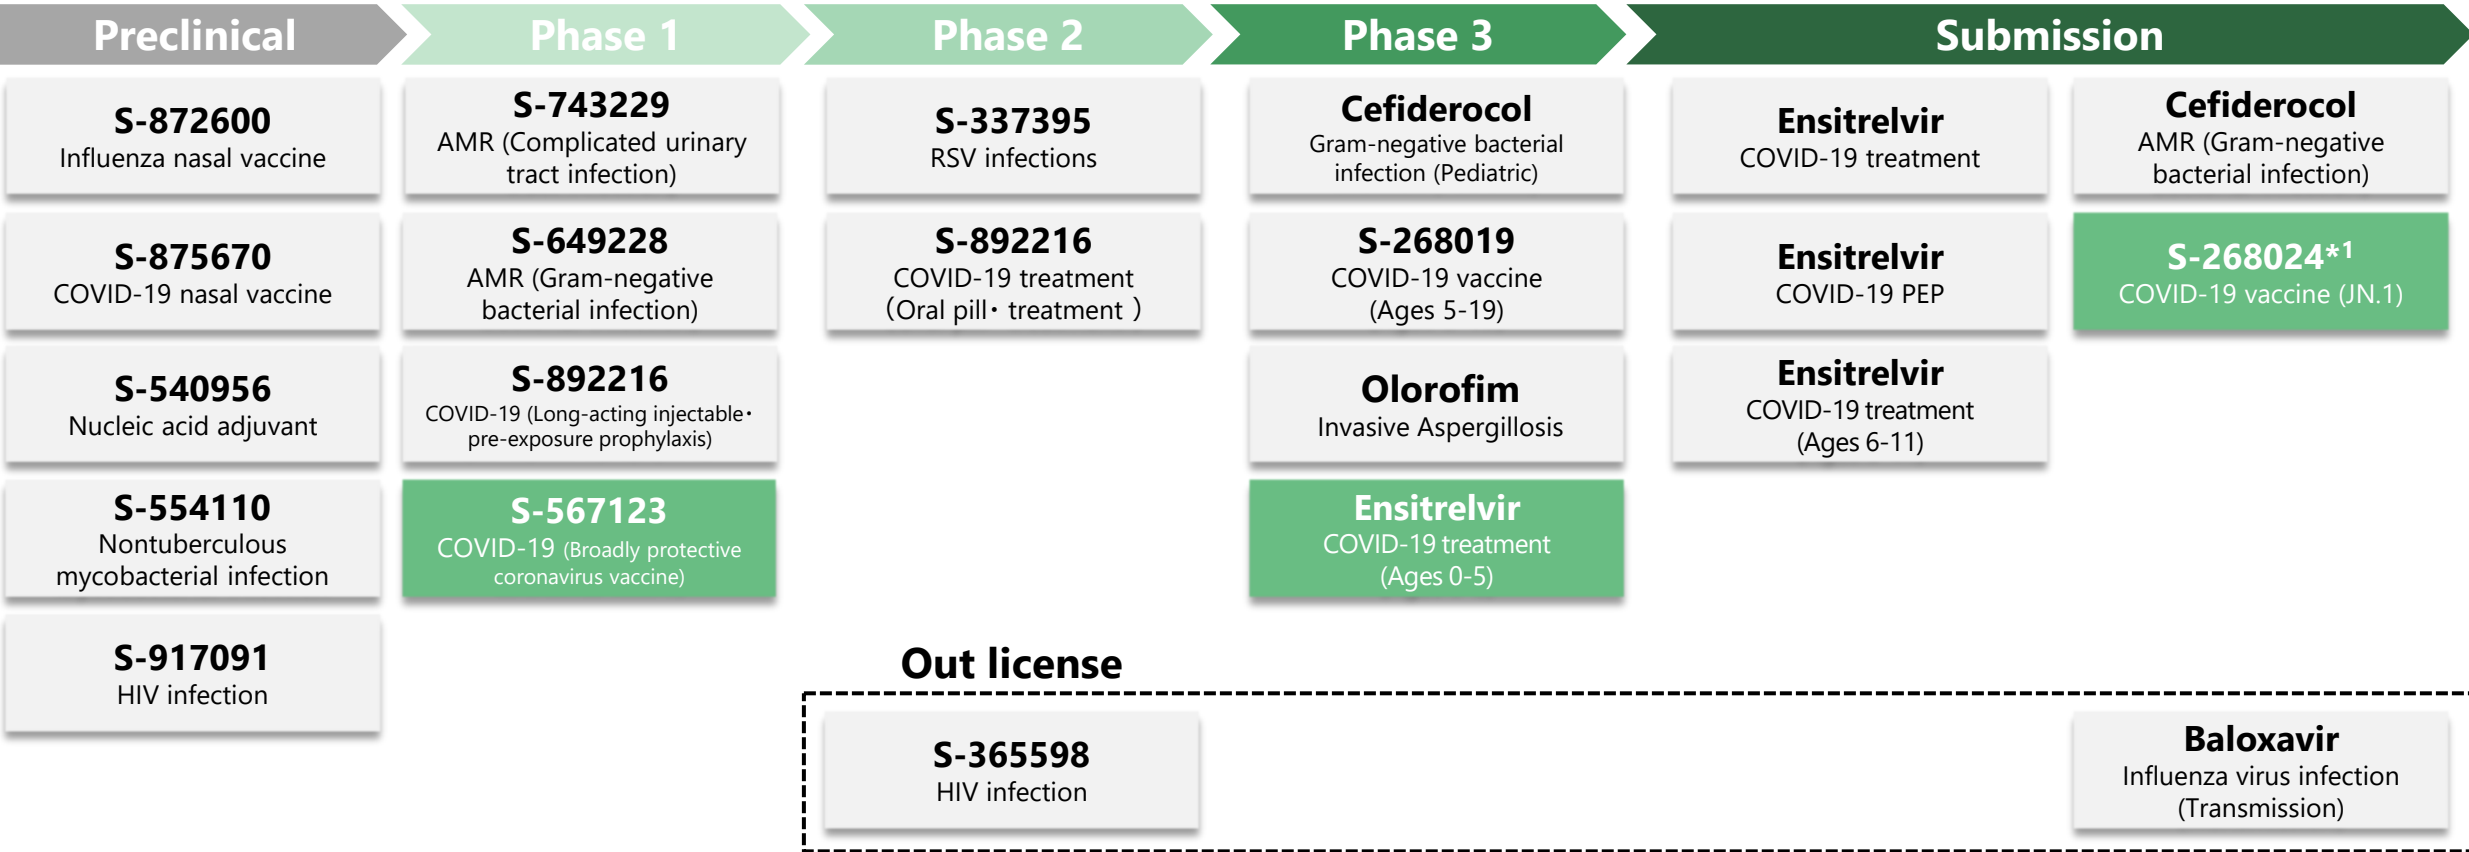 Preclinical
Phase 1
Phase 2
Phase 3
Submission
S-872600
Influenza nasal vaccine
S-875670
COVID-19 nasal vaccine
S-540956
Nucleic acid adjuvant
S-554110
Nontuberculous
mycobacterial infection
S-917091
HIV infection
S-743229
AMR (Complicated urinary
tract infection)
S-649228
AMR (Gram-negative
bacterial infection)
S-892216
COVID-19 (Long-acting injectable・
pre-exposure prophylaxis)
S-567123
COVID-19 (Broadly protective
coronavirus vaccine)
S-337395
RSV infections
S-892216
COVID-19 treatment
（Oral pill・ treatment ）
Cefiderocol
Gram-negative bacterial
infection (Pediatric)
S-268019
COVID-19 vaccine
(Ages 5-19)
Olorofim
Invasive Aspergillosis
Ensitrelvir
COVID-19 treatment
(Ages 0-5)
Ensitrelvir
COVID-19 treatment
Ensitrelvir
COVID-19 PEP
Ensitrelvir
COVID-19 treatment
(Ages 6-11)
Cefiderocol
AMR (Gram-negative
bacterial infection)
S-268024*1
COVID-19 vaccine (JN.1)
Out license
S-365598
HIV infection
Baloxavir
Influenza virus infection
(Transmission)